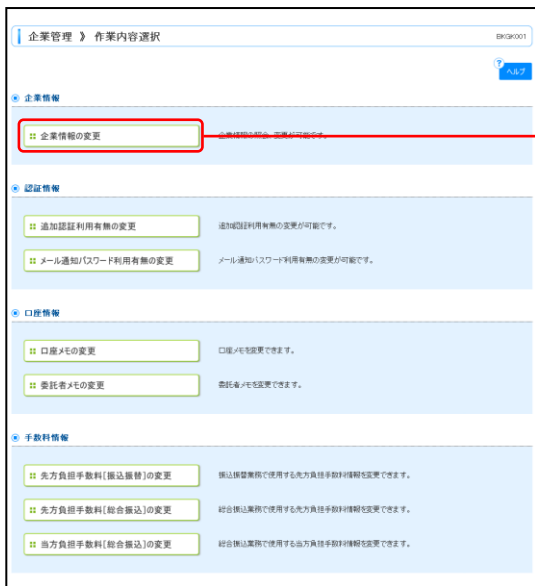 企業管理 》 作業内容選択
BKGK001
?
ヘルプ
企業情報
企業情報の変更
企業情報の照会、変更が可能です。
認証情報
追加認証利用有無の変更
追加認証利用有無の変更が可能です。
メール通知パスワード利用有無の変更
メール通知パスワード利用有無の変更が可能です。
口座情報
口座メモの変更
口座メモを変更できます。
委託者メモの変更
委託者メモを変更できます。
手数料情報
先方負担手数料[振込振替]の変更
振込振替業務で使用する先方負担手数料情報を変更できます。
先方負担手数料[総合振込]の変更
総合振込業務で使用する先方負担手数料情報を変更できます。
当方負担手数料[総合振込]の変更
総合振込業務で使用する当方負担手数料情報を変更できます。